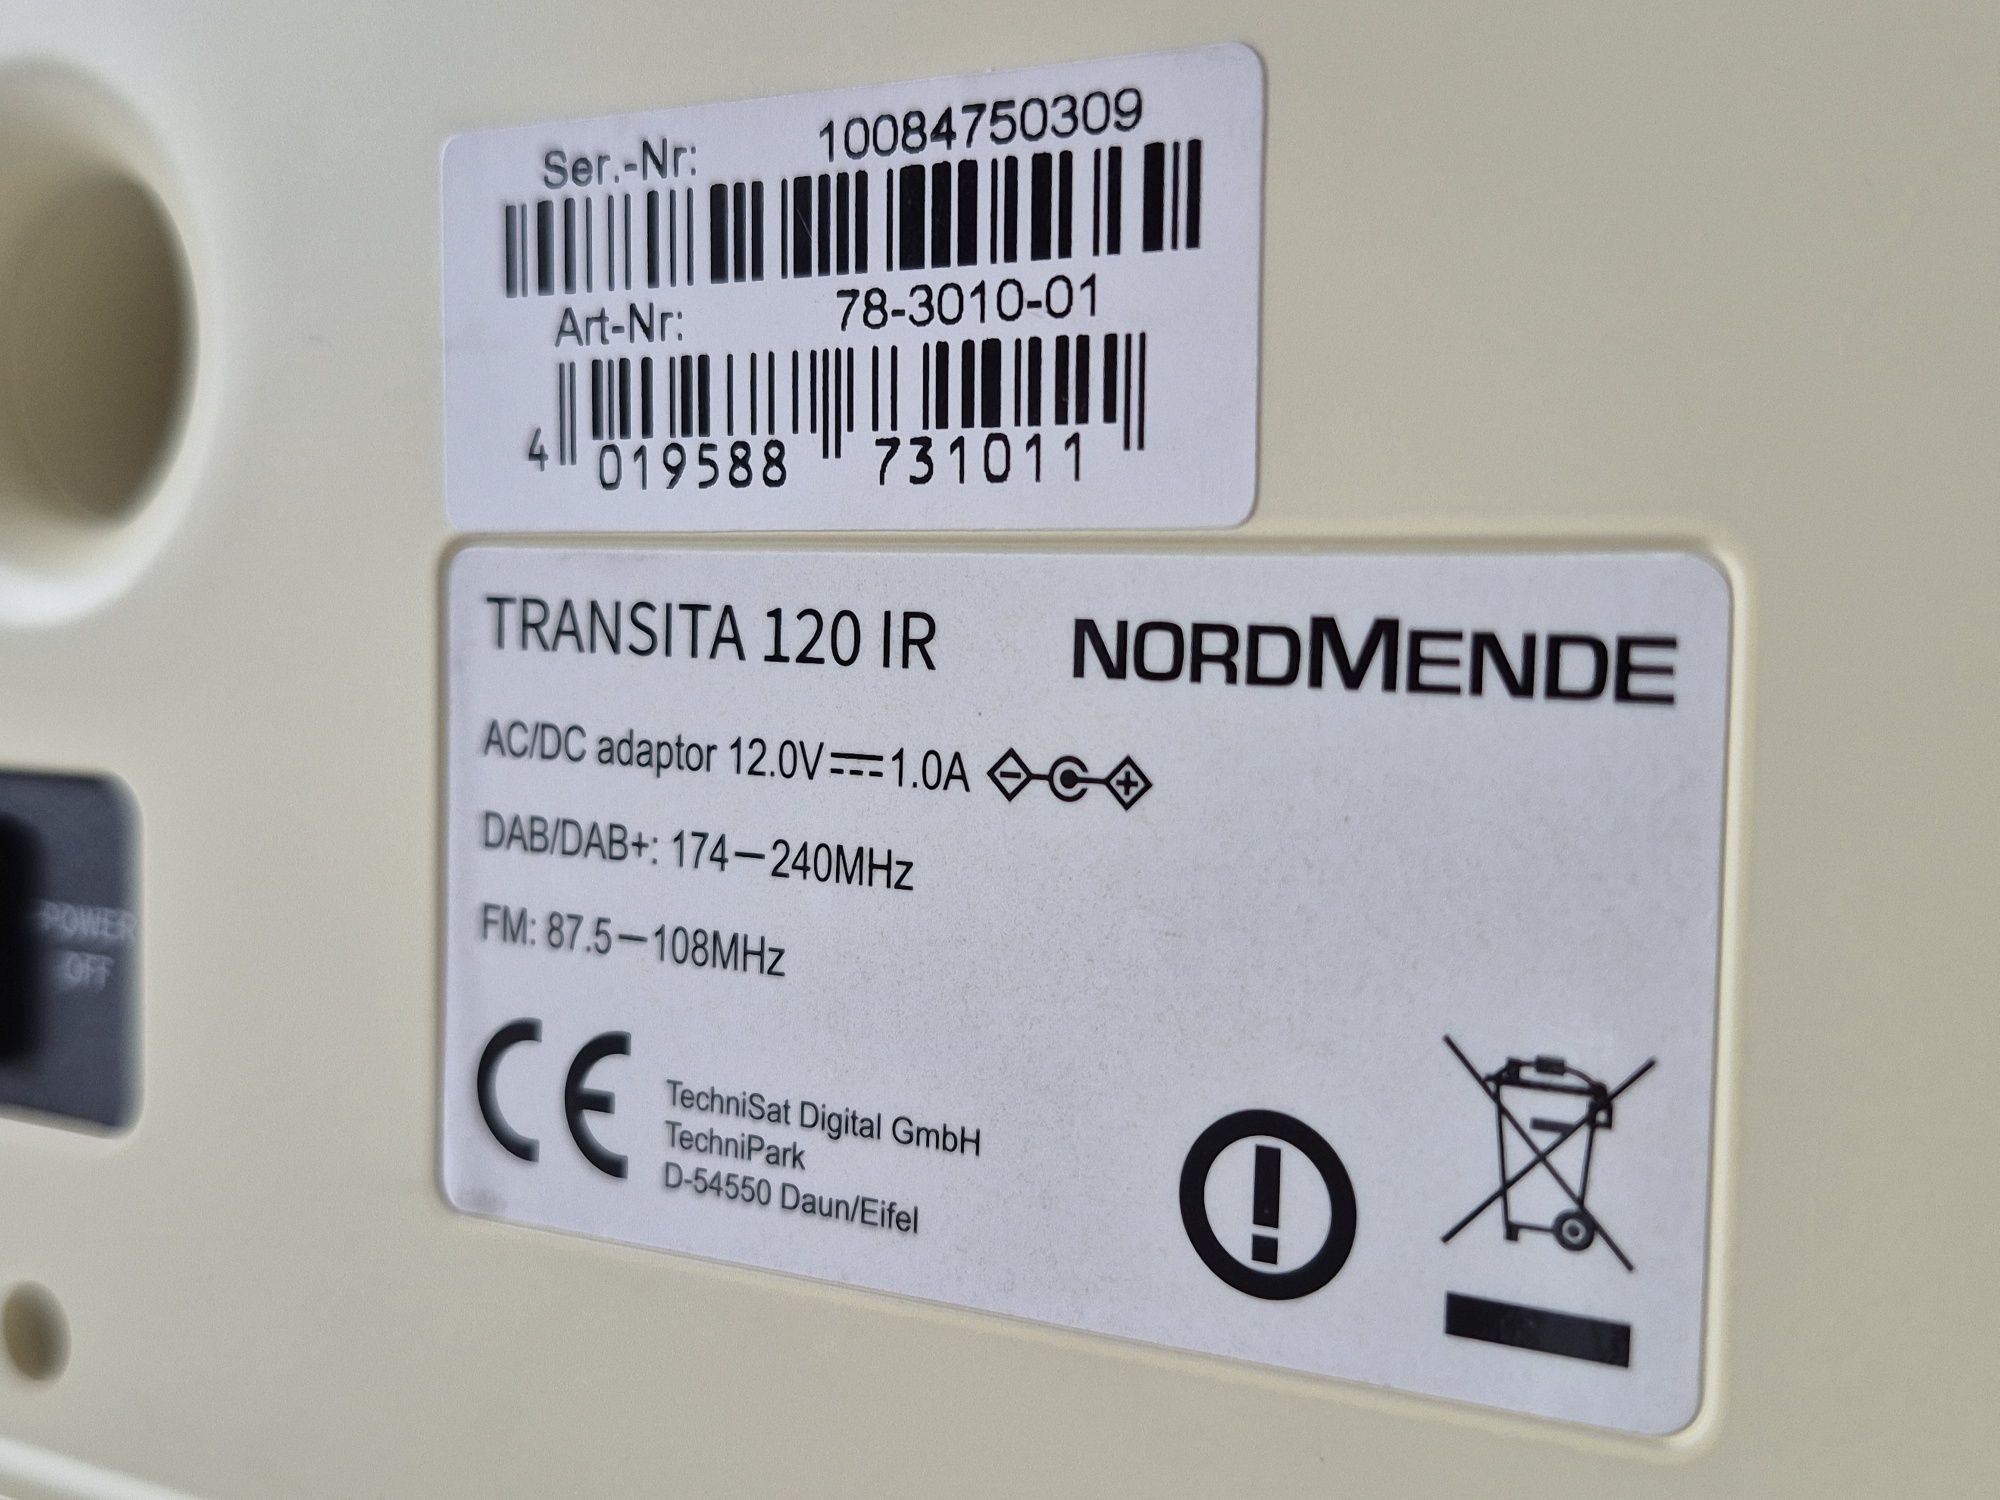 Ser.-Nr: 10084750309
Art-Nr: 78-3010-01
4 019588 731011
TRANSITA 120 IR NORDMENDE
AC/DC adaptor 12.0V⎓1.0A
DAB/DAB+: 174–240MHz
FM: 87.5–108MHz
CE
TechniSat Digital GmbH
TechniPark
D-54550 Daun/Eifel
POWER
OFF